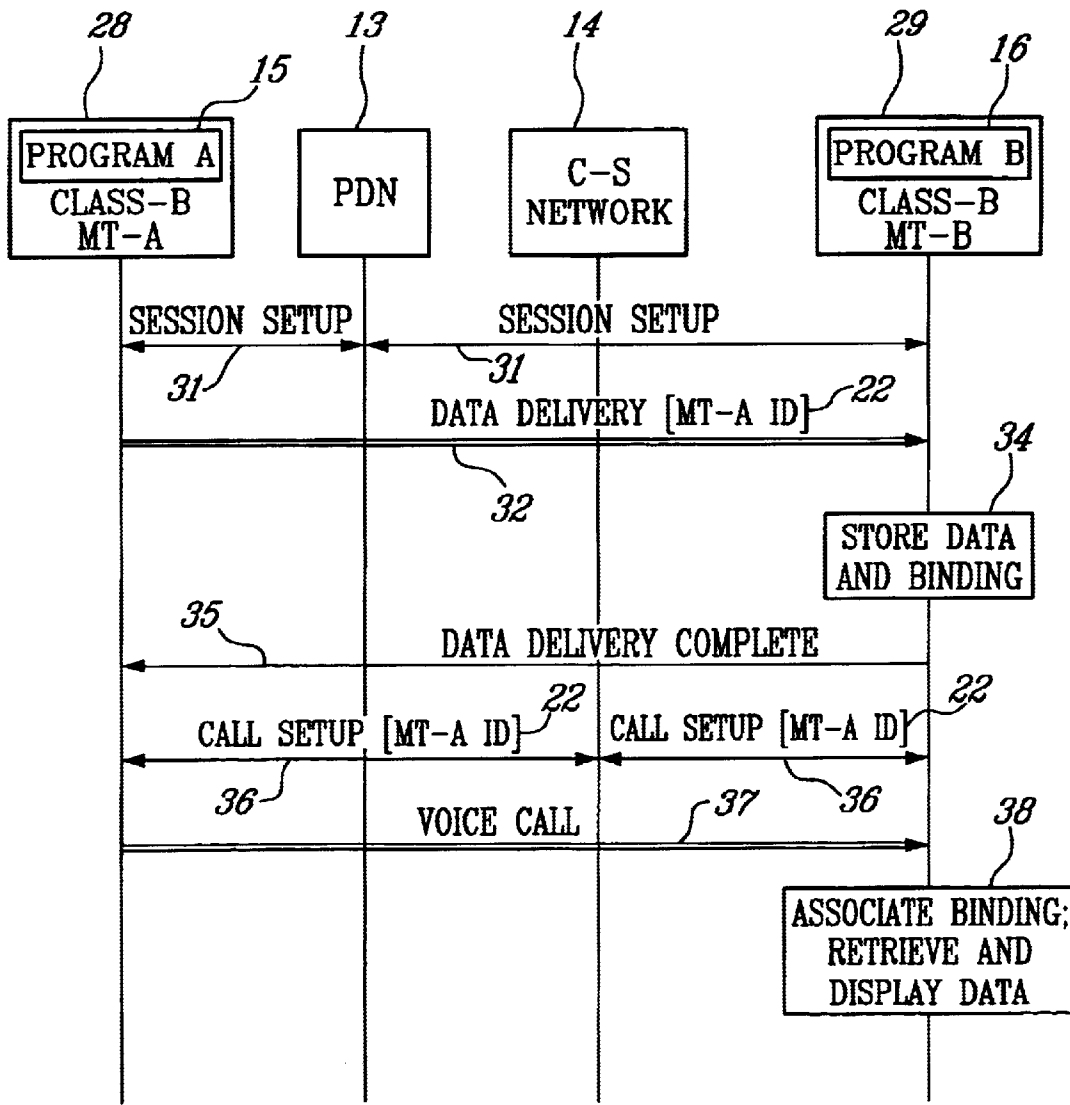 28
13
14
29
15
16
PROGRAM A
CLASS-B
MT-A
PDN
C-S
NETWORK
PROGRAM B
CLASS-B
MT-B
SESSION SETUP
SESSION SETUP
31
31
DATA DELIVERY [MT-A ID]
22
32
34
STORE DATA
AND BINDING
35
DATA DELIVERY COMPLETE
CALL SETUP [MT-A ID]
22
CALL SETUP [MT-A ID]
22
36
36
VOICE CALL
37
38
ASSOCIATE BINDING;
RETRIEVE AND
DISPLAY DATA